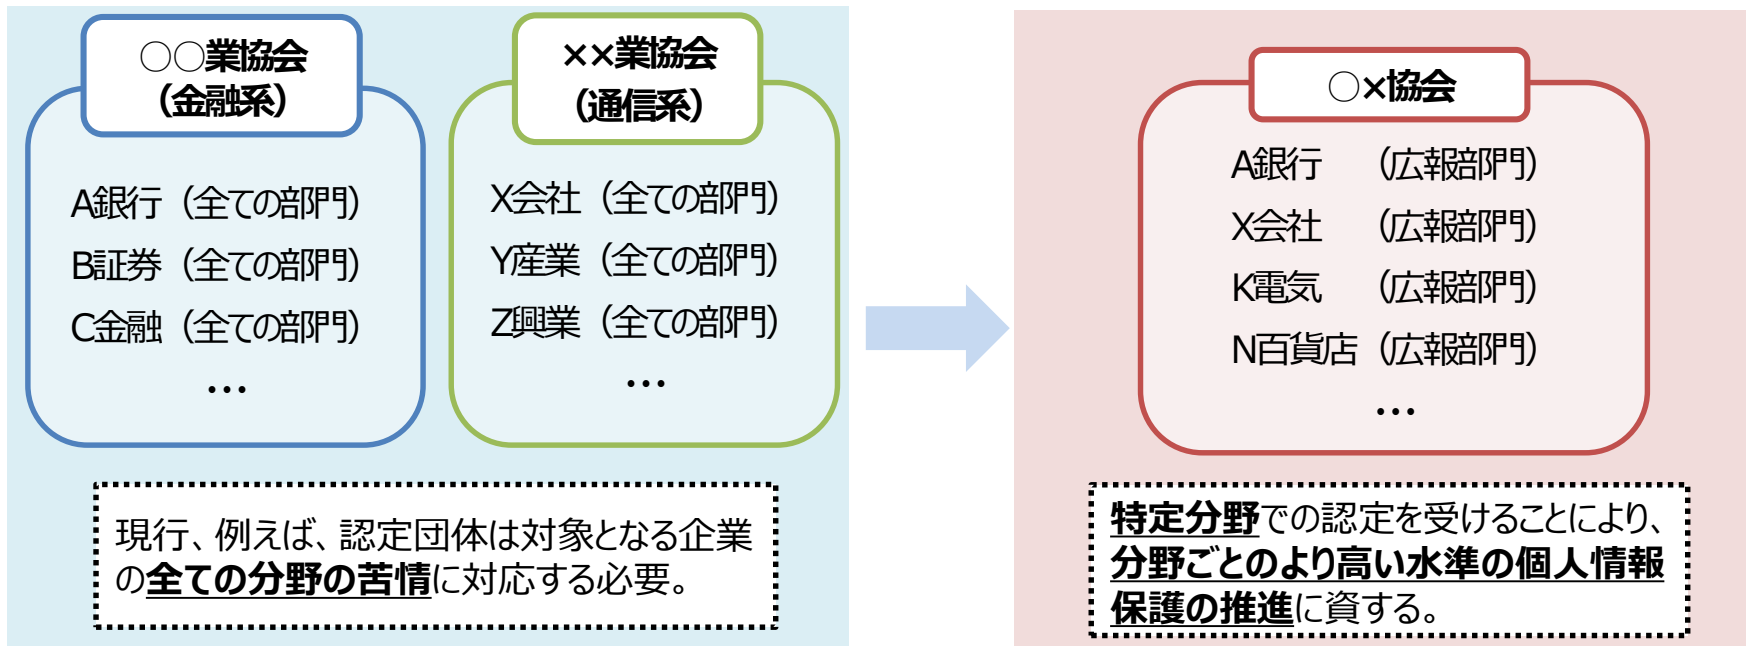 ○○業協会
(金融系)
A銀行（全ての部門）
B証券（全ての部門）
C金融（全ての部門）
…
××業協会
(通信系)
X会社（全ての部門）
Y産業（全ての部門）
Z興業（全ての部門）
…
現行、例えば、認定団体は対象となる企業
の全ての分野の苦情に対応する必要。
○×協会
A銀行　（広報部門）
X会社　（広報部門）
K電気　（広報部門）
N百貨店（広報部門）
…
特定分野での認定を受けることにより、
分野ごとのより高い水準の個人情報
保護の推進に資する。